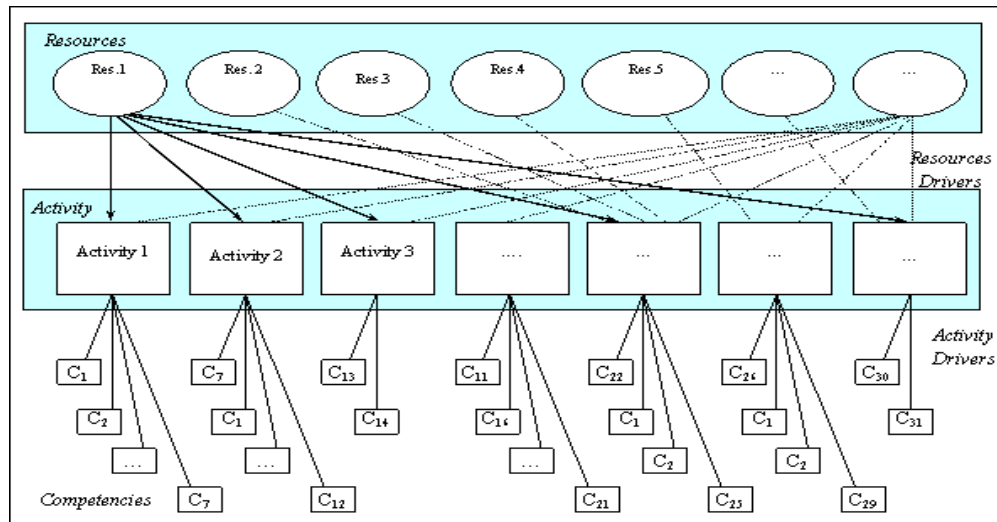 Resources
Res.1 Res.2 Res.3 Res.4 Res.5 ... ...
Resources
Drivers
Activity
Activity 1 Activity 2 Activity 3 .... ... ... ...
Activity
Drivers
C1 C7 C13 C11 C22 C26 C30
C2 C1 C14 C16 C1 C1 C31
... ... ... C2 C2
Competencies C7 C12 C21 C25 C29